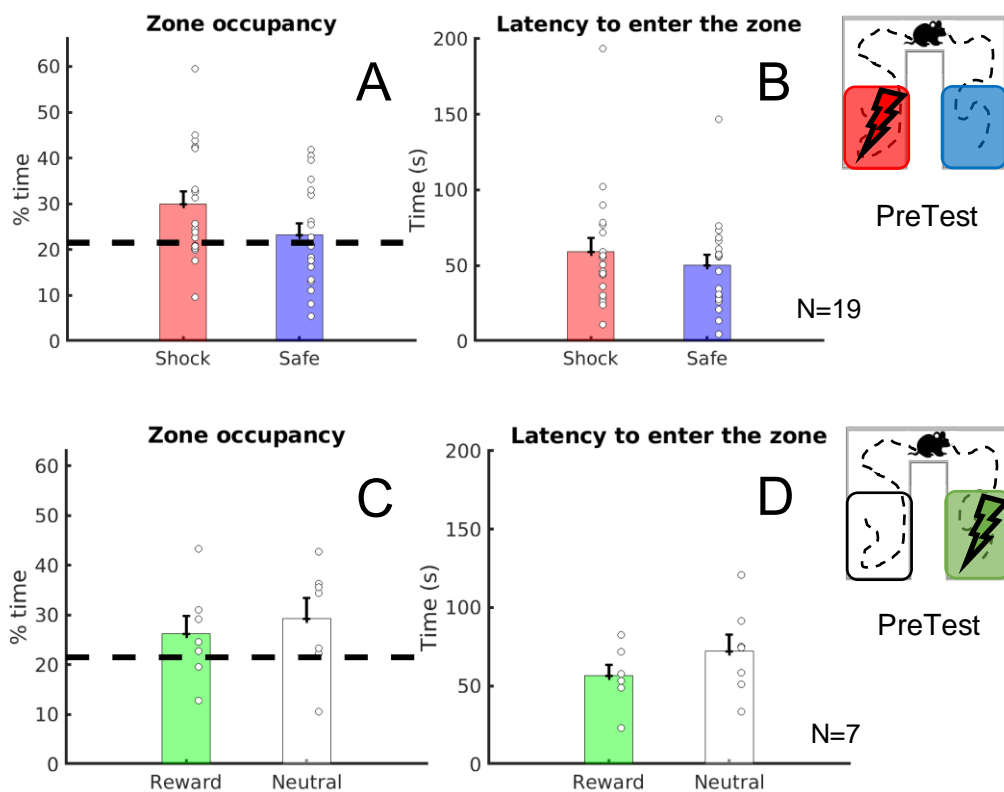 Zone occupancy
A
% time
60
50
40
30
20
10
0
Shock Safe
Latency to enter the zone
B
Time (s)
200
150
100
50
0
Shock Safe
PreTest
N=19
Zone occupancy
C
% time
60
50
40
30
20
10
0
Reward Neutral
Latency to enter the zone
D
Time (s)
200
150
100
50
0
Reward Neutral
PreTest
N=7